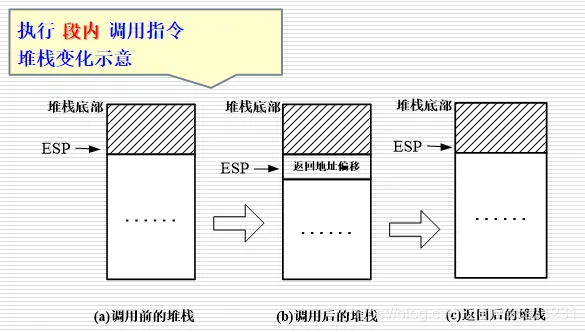 执行 段内 调用指令
堆栈变化示意
堆栈底部
堆栈底部
堆栈底部
ESP
ESP
返回地址偏移
ESP
......
......
......
(a)调用前的堆栈
(b)调用后的堆栈
(c)返回后的堆栈